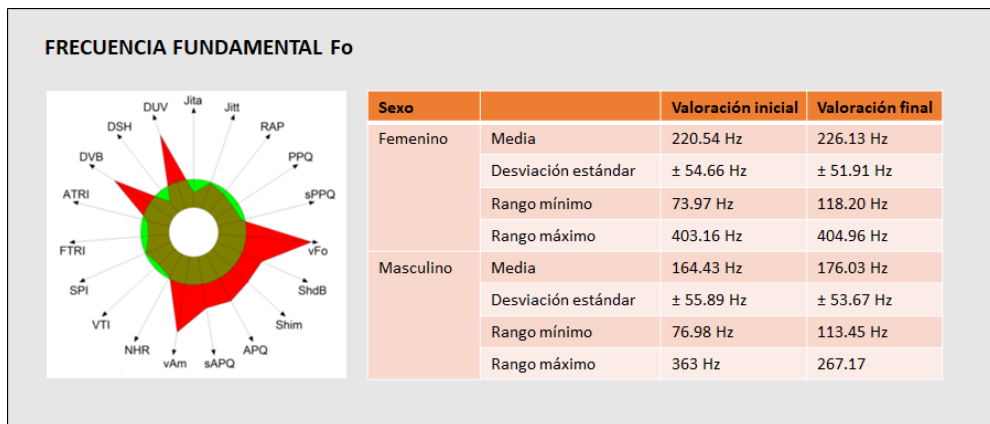 FRECUENCIA FUNDAMENTAL Fo
Jita
Jitt
RAP
PPQ
sPPQ
vFo
ShdB
Shim
APQ
sAPQ
vAm
NHR
VTI
SPI
FTRI
ATRI
DVB
DSH
DUV
Sexo Valoración inicial Valoración final
Femenino Media 220.54 Hz 226.13 Hz
Desviación estándar ± 54.66 Hz ± 51.91 Hz
Rango mínimo 73.97 Hz 118.20 Hz
Rango máximo 403.16 Hz 404.96 Hz
Masculino Media 164.43 Hz 176.03 Hz
Desviación estándar ± 55.89 Hz ± 53.67 Hz
Rango mínimo 76.98 Hz 113.45 Hz
Rango máximo 363 Hz 267.17